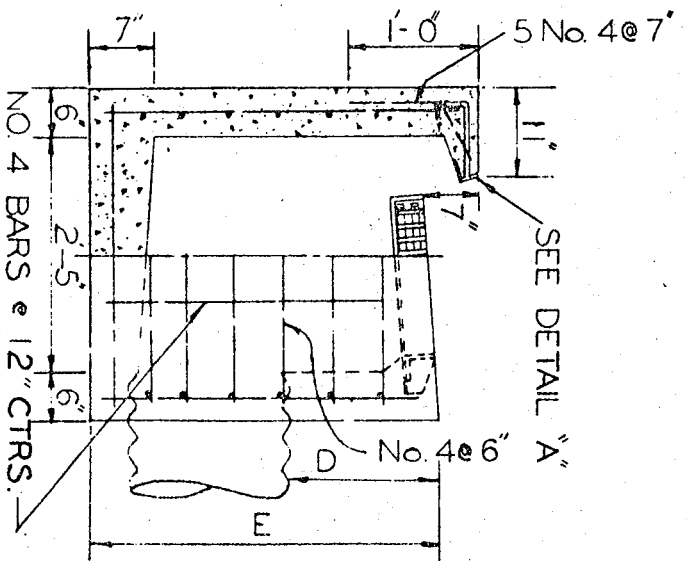 7"
1'-0"
5 No. 4@7"
6"
11"
7"
SEE DETAIL "A"
2'-5"
6"
NO. 4 BARS @ 12" CTRS.
No. 4@6"
D
E